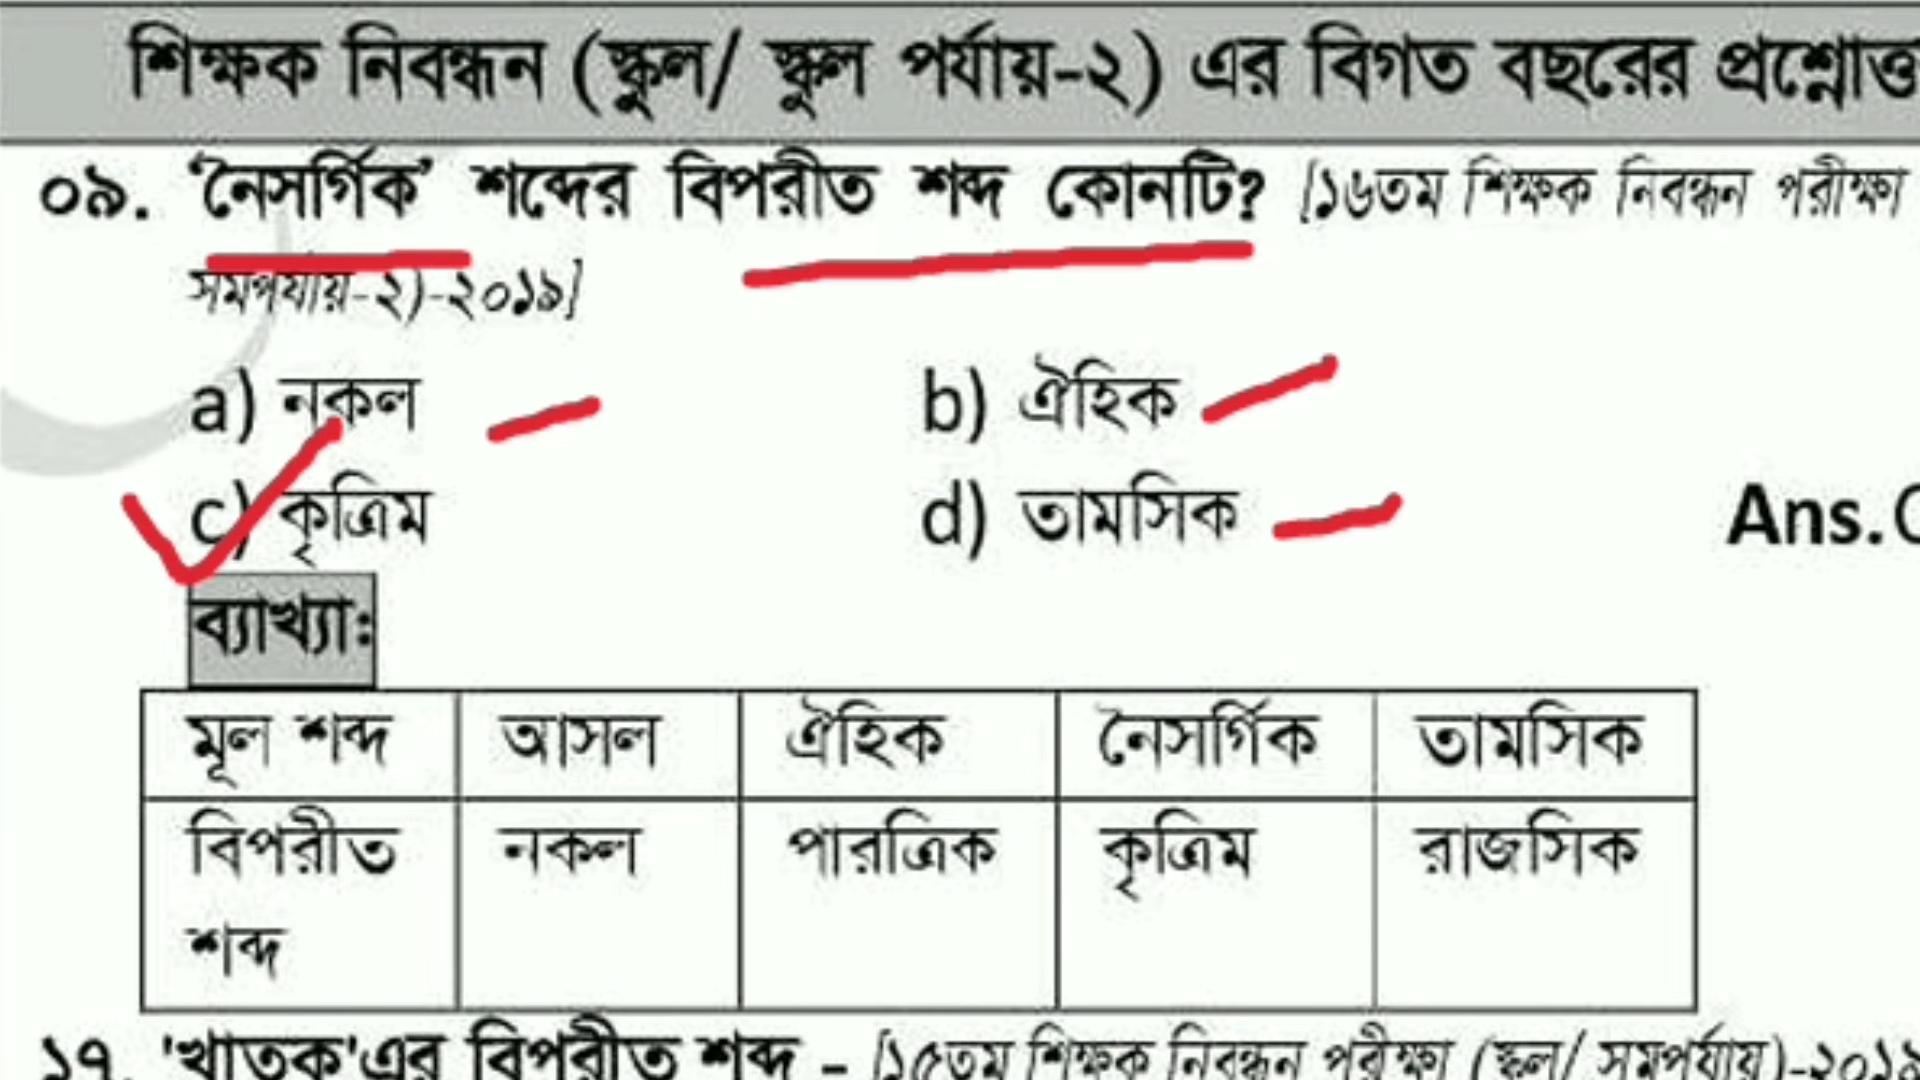 শিক্ষক নিবন্ধন (স্কুল/ স্কুল পর্যায়-২) এর বিগত বছরের প্রশ্নোত্ত
০৯. ‘নৈসর্গিক’ শব্দের বিপরীত শব্দ কোনটি? [১৬তম শিক্ষক নিবন্ধন পরীক্ষা
সমপর্যায়-২)-২০১৯]
a) নকল b) ঐহিক
c) কৃত্রিম d) তামসিক Ans.C
ব্যাখ্যা:
মূল শব্দ আসল ঐহিক নৈসর্গিক তামসিক
বিপরীত শব্দ নকল পারত্রিক কৃত্রিম রাজসিক
১৭. 'খাতক'এর বিপরীত শব্দ – [১৫তম শিক্ষক নিবন্ধন পরীক্ষা (স্কুল/ সমপর্যায়)-২০১৯